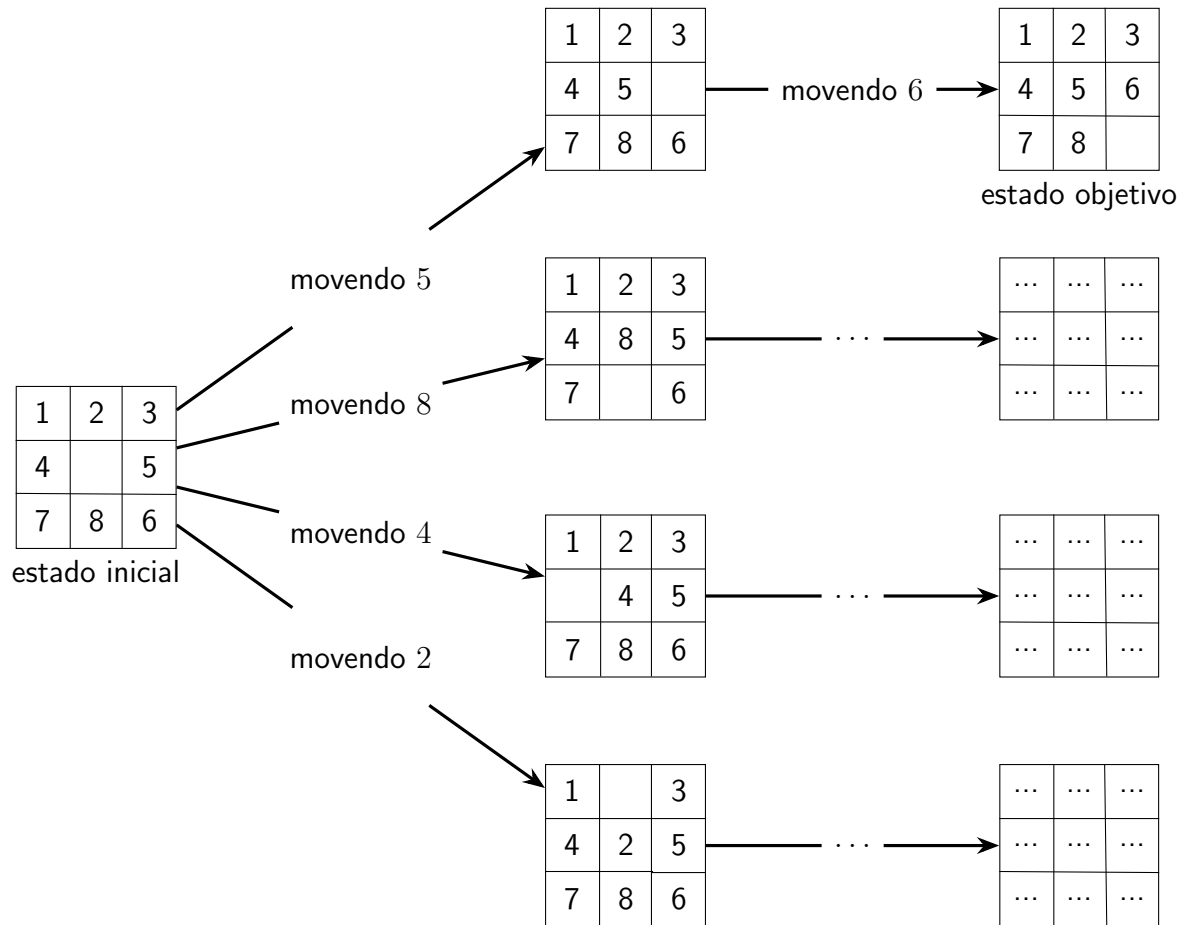 1 2 3
4 5
7 8 6
movendo 6
1 2 3
4 5 6
7 8
estado objetivo
movendo 5
1 2 3
4 8 5
7 6
...
... ... ...
... ... ...
... ... ...
movendo 8
1 2 3
4 5
7 8 6
estado inicial
movendo 4
1 2 3
4 5
7 8 6
...
... ... ...
... ... ...
... ... ...
movendo 2
1 3
4 2 5
7 8 6
...
... ... ...
... ... ...
... ... ...